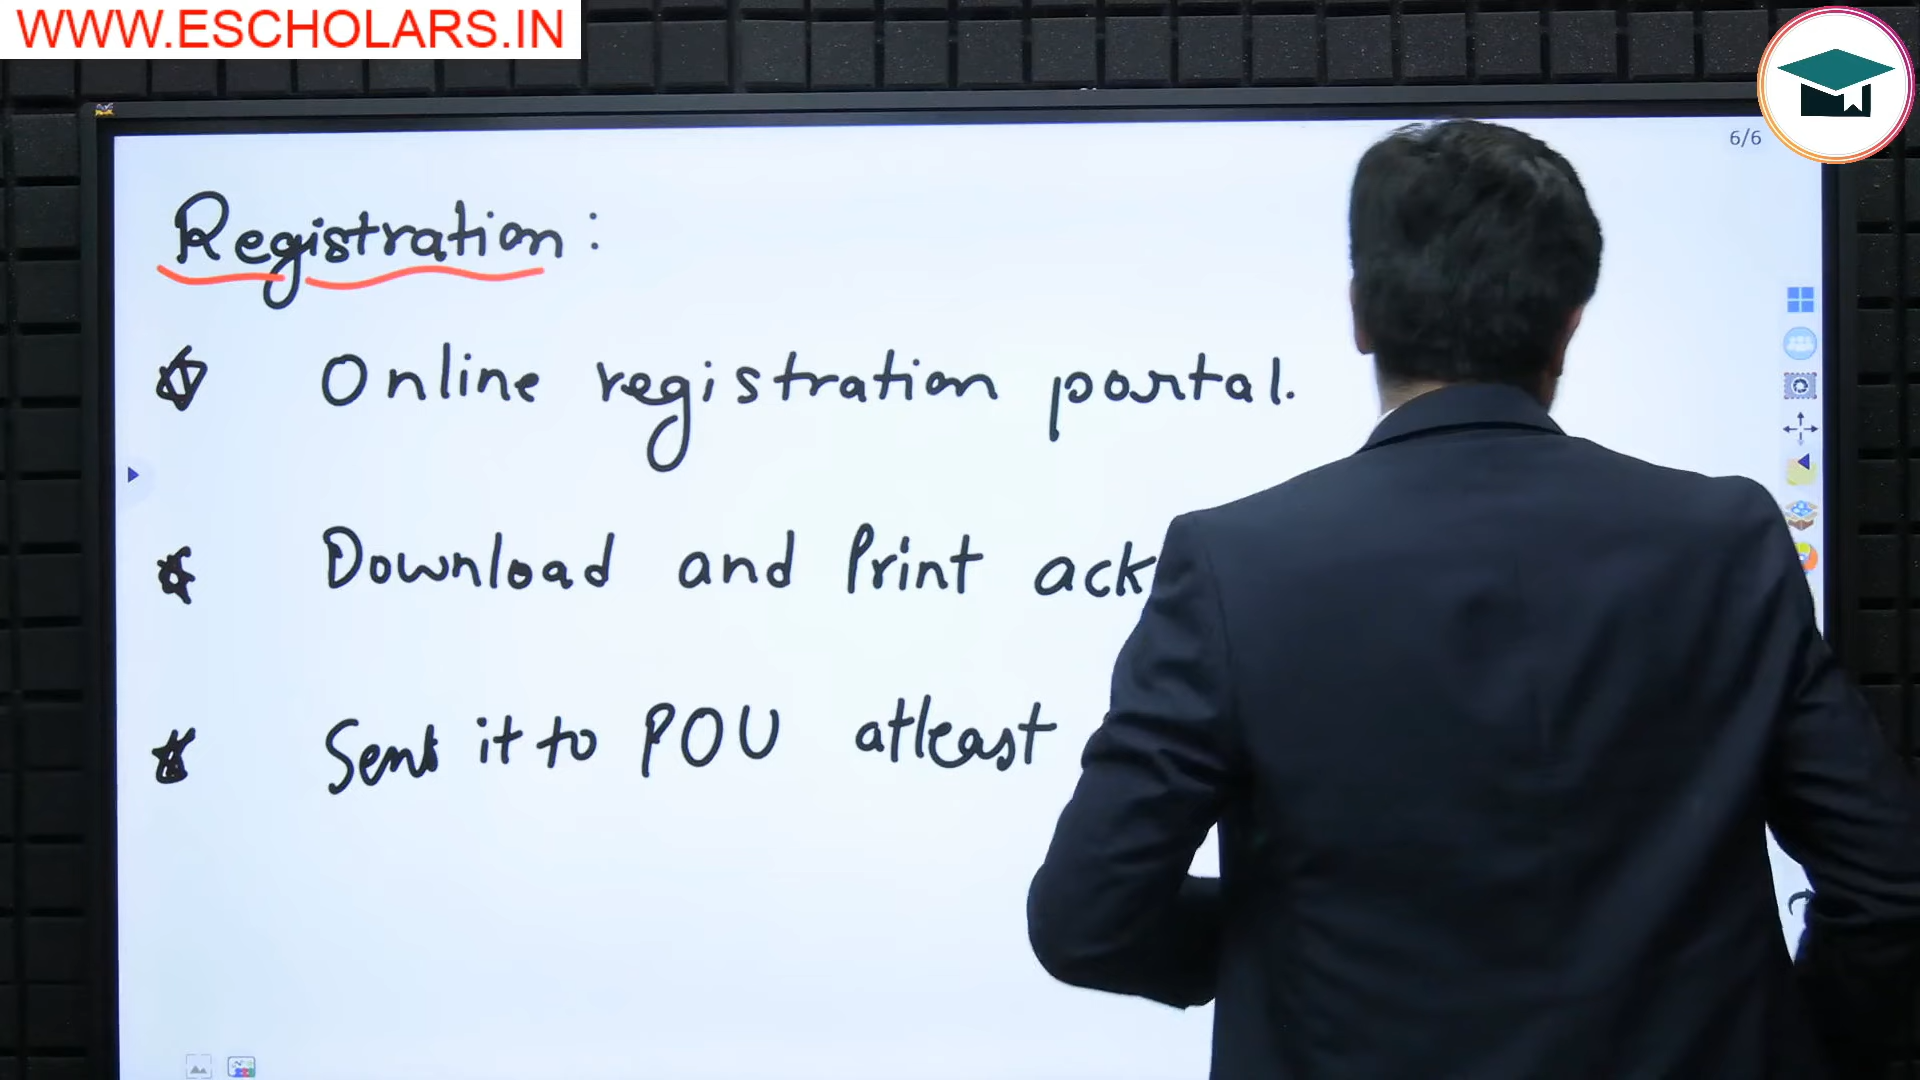 WWW.ESCHOLARS.IN
6/6
Registration :
Online registration portal.
Download and Print ack
Sent it to POU atleast